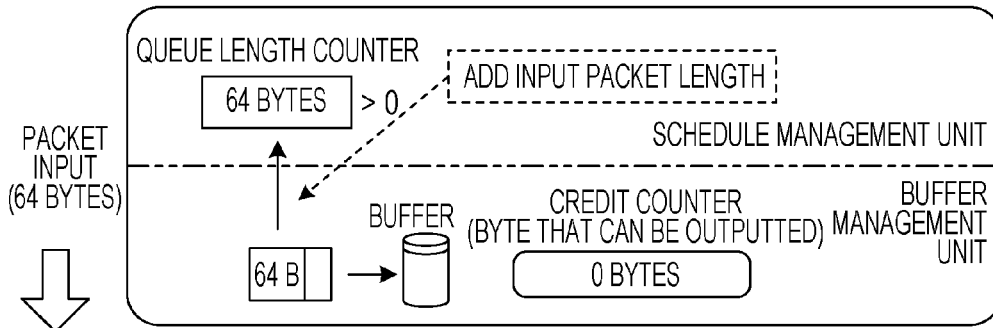 QUEUE LENGTH COUNTER
64 BYTES
> 0
ADD INPUT PACKET LENGTH
SCHEDULE MANAGEMENT UNIT
PACKET
INPUT
(64 BYTES)
BUFFER
CREDIT COUNTER
(BYTE THAT CAN BE OUTPUTTED)
BUFFER
MANAGEMENT
UNIT
64 B
0 BYTES